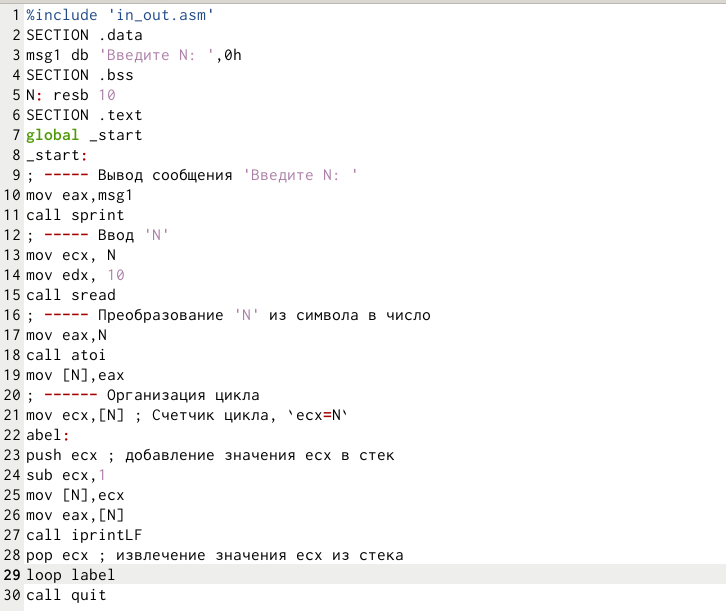 1 %include 'in_out.asm'
2 SECTION .data
3 msg1 db 'Введите N: ',0h
4 SECTION .bss
5 N: resb 10
6 SECTION .text
7 global _start
8 _start:
9 ; ----- Вывод сообщения 'Введите N: '
10 mov eax,msg1
11 call sprint
12 ; ----- Ввод 'N'
13 mov ecx, N
14 mov edx, 10
15 call sread
16 ; ----- Преобразование 'N' из символа в число
17 mov eax,N
18 call atoi
19 mov [N],eax
20 ; ------ Организация цикла
21 mov ecx,[N] ; Счетчик цикла, `ecx=N`
22 abel:
23 push ecx ; добавление значения ecx в стек
24 sub ecx,1
25 mov [N],ecx
26 mov eax,[N]
27 call iprintLF
28 pop ecx ; извлечение значения ecx из стека
29 loop label
30 call quit